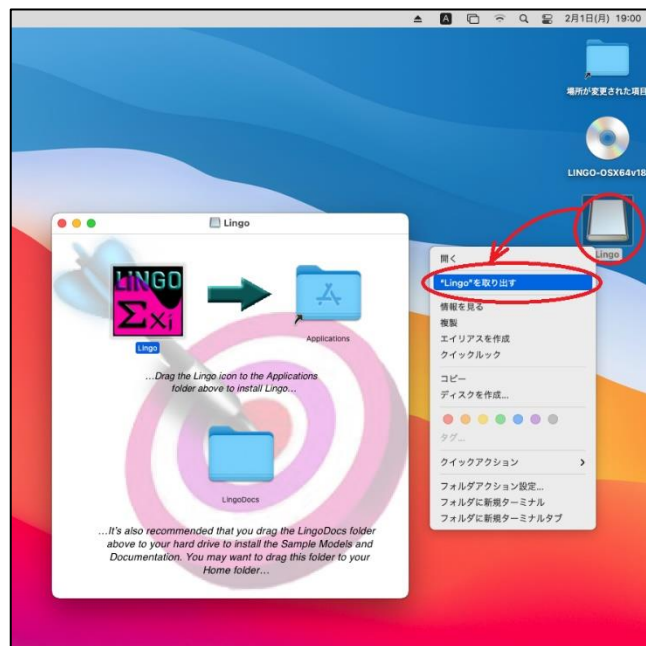 A
2月1日(月) 19:00
場所が変更された項目
LINGO-OSX64v18
Lingo
Lingo
LINGO
Σxi
Lingo
Applications
...Drag the Lingo icon to the Applications
folder above to install Lingo...
LingoDocs
...It's also recommended that you drag the LingoDocs folder
above to your hard drive to install the Sample Models and
Documentation. You may want to drag this folder to your
Home folder...
開く
"Lingo"を取り出す
情報を見る
複製
エイリアスを作成
クイックルック
コピー
ディスクを作成...
タグ...
クイックアクション
フォルダアクション設定...
フォルダに新規ターミナル
フォルダに新規ターミナルタブ